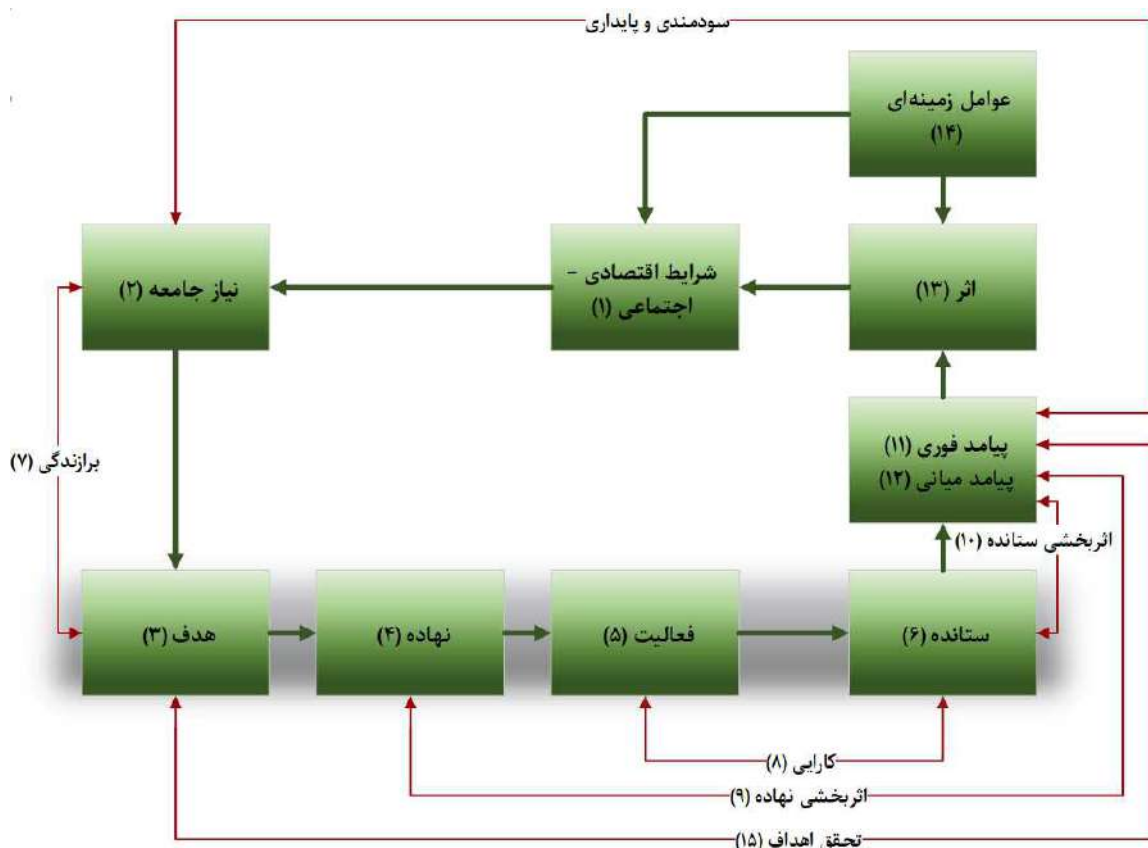 سودمندی و پایداری
عوامل زمینه‌ای
(۱۴)
اثر (۱۳)
شرایط اقتصادی –
اجتماعی (۱)
نیاز جامعه (۲)
پیامد فوری (۱۱)
پیامد میانی (۱۲)
برازندگی (۷)
اثربخشی ستانده (۱۰)
هدف (۳)
نهاده (۴)
فعالیت (۵)
ستانده (۶)
کارایی (۸)
اثربخشی نهاده (۹)
تحقق اهداف (۱۵)